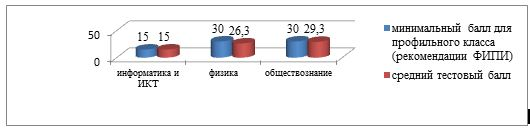 50
0
15 15
30 26,3
30 29,3
информатика и
ИКТ
физика
обществознание
минимальный балл для
профильного класса
(рекомендации ФИПИ)
средний тестовый балл